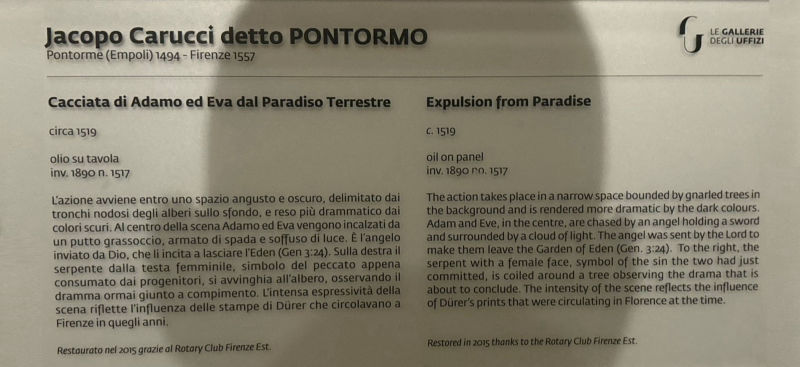 Jacopo Carucci detto PONTORMO
Pontorme (Empoli) 1494 - Firenze 1557
LE GALLERIE
DEGLI UFFIZI
Cacciata di Adamo ed Eva dal Paradiso Terrestre
circa 1519
olio su tavola
inv. 1890 n. 1517
L'azione avviene entro uno spazio angusto e oscuro, delimitato dai
tronchi nodosi degli alberi sullo sfondo, e reso più drammatico dai
colori scuri. Al centro della scena Adamo ed Eva vengono incalzati da
un putto grassoccio, armato di spada e soffuso di luce. È l'angelo
inviato da Dio, che li incita a lasciare l'Eden (Gen 3:24). Sulla destra il
serpente dalla testa femminile, simbolo del peccato appena
consumato dai progenitori, si avvinghia all'albero, osservando il
dramma ormai giunto a compimento. L'intensa espressività della
scena riflette l'influenza delle stampe di Dürer che circolavano a
Firenze in quegli anni.
Restaurato nel 2015 grazie al Rotary Club Firenze Est.
Expulsion from Paradise
c. 1519
oil on panel
inv. 1890 no. 1517
The action takes place in a narrow space bounded by gnarled trees in
the background and is rendered more dramatic by the dark colours.
Adam and Eve, in the centre, are chased by an angel holding a sword
and surrounded by a cloud of light. The angel was sent by the Lord to
make them leave the Garden of Eden (Gen. 3:24). To the right, the
serpent with a female face, symbol of the sin the two had just
committed, is coiled around a tree observing the drama that is
about to conclude. The intensity of the scene reflects the influence
of Dürer's prints that were circulating in Florence at the time.
Restored in 2015 thanks to the Rotary Club Firenze Est.